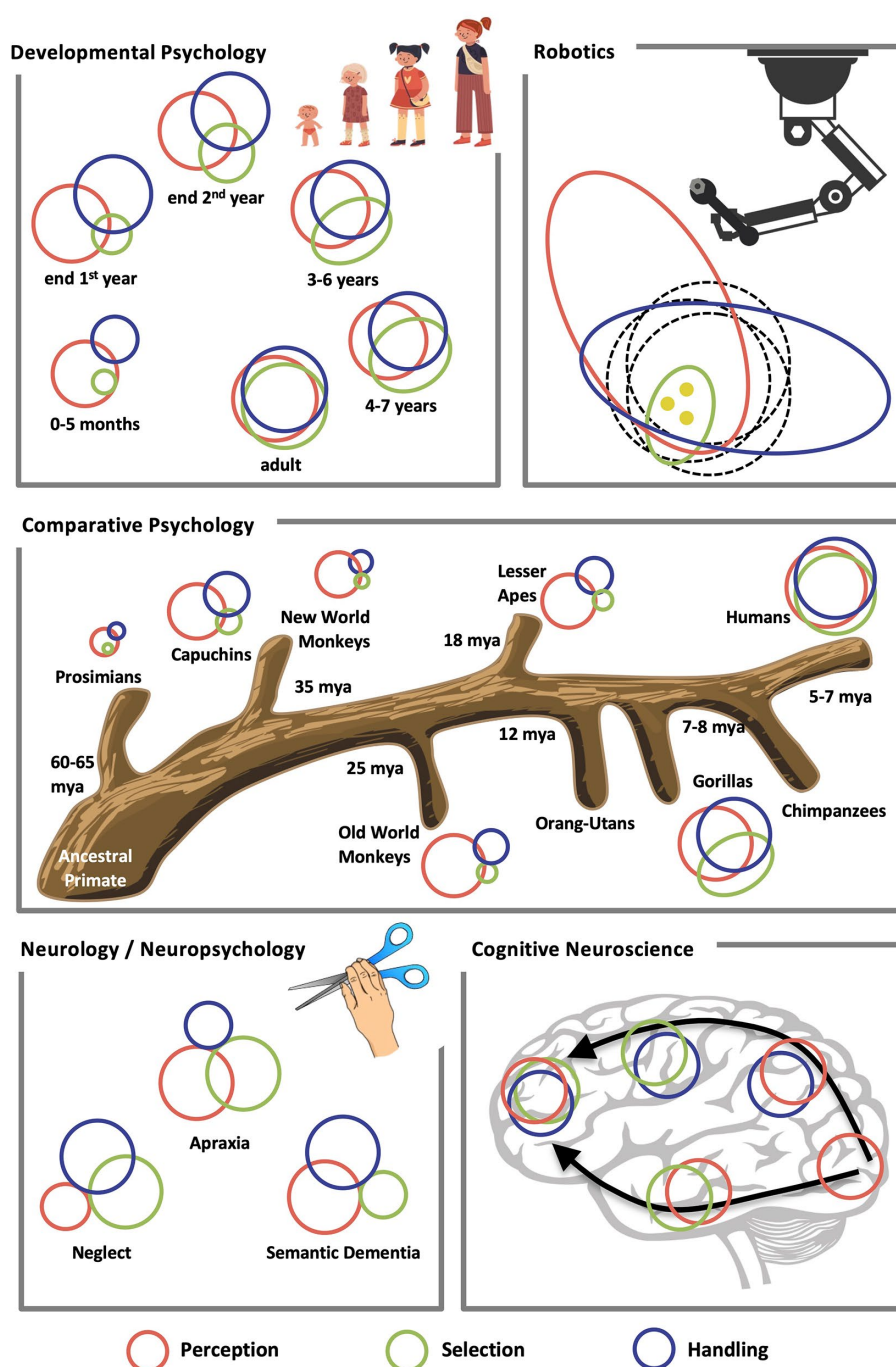 Developmental Psychology
end 2nd year
end 1st year
3-6 years
0-5 months
4-7 years
adult
Robotics
Comparative Psychology
Prosimians
Capuchins
New World
Monkeys
Lesser
Apes
Humans
60-65
mya
35 mya
18 mya
25 mya
12 mya
7-8 mya
5-7 mya
Ancestral
Primate
Old World
Monkeys
Orang-Utans
Gorillas
Chimpanzees
Neurology / Neuropsychology
Apraxia
Neglect
Semantic Dementia
Cognitive Neuroscience
Perception
Selection
Handling